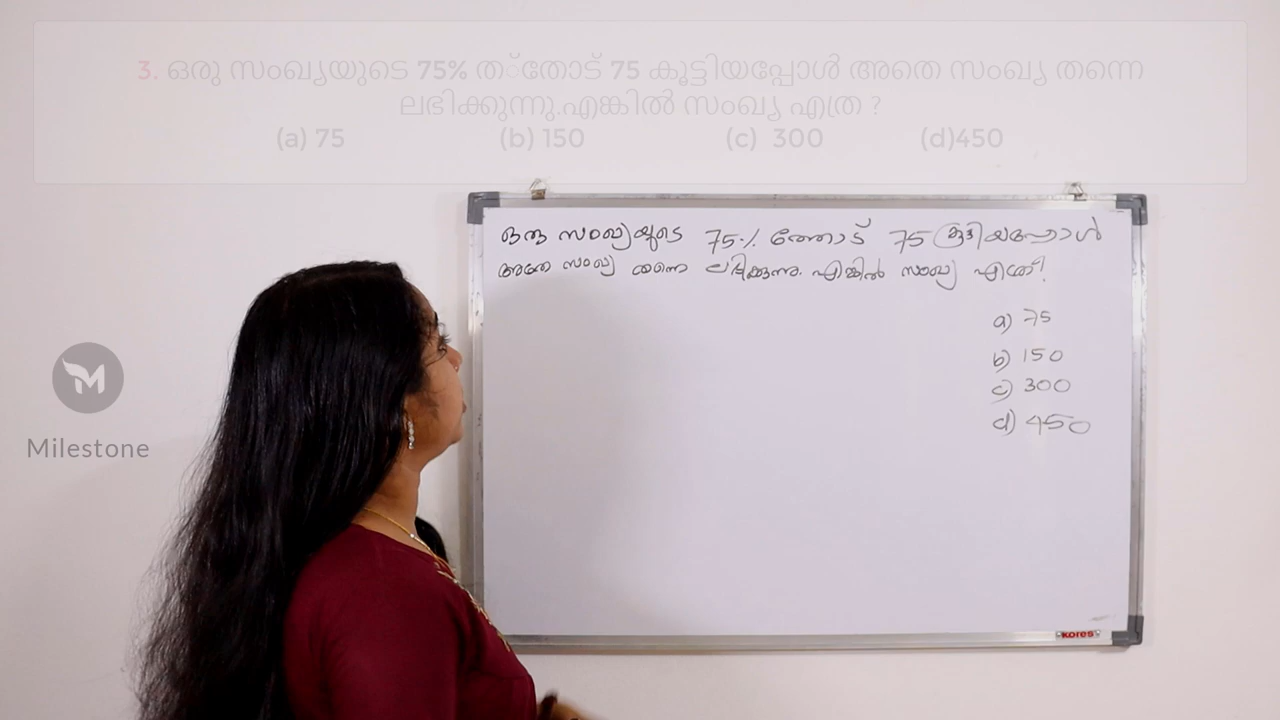 3. ഒരു സംഖ്യയുടെ 75% ത്തോട് 75 കൂട്ടിയപ്പോൾ അതെ സംഖ്യ തന്നെ
ലഭിക്കുന്നു.എങ്കിൽ സംഖ്യ എത്ര ?
(a) 75 (b) 150 (c) 300 (d)450
ഒരു സംഖ്യയുടെ 75% ത്തോട് 75 കൂട്ടിയപ്പോൾ
അതേ സംഖ്യ തന്നെ ലഭിക്കുന്നു. എങ്കിൽ സംഖ്യ എത്ര?
a) 75
b) 150
c) 300
d) 450
Milestone
kores